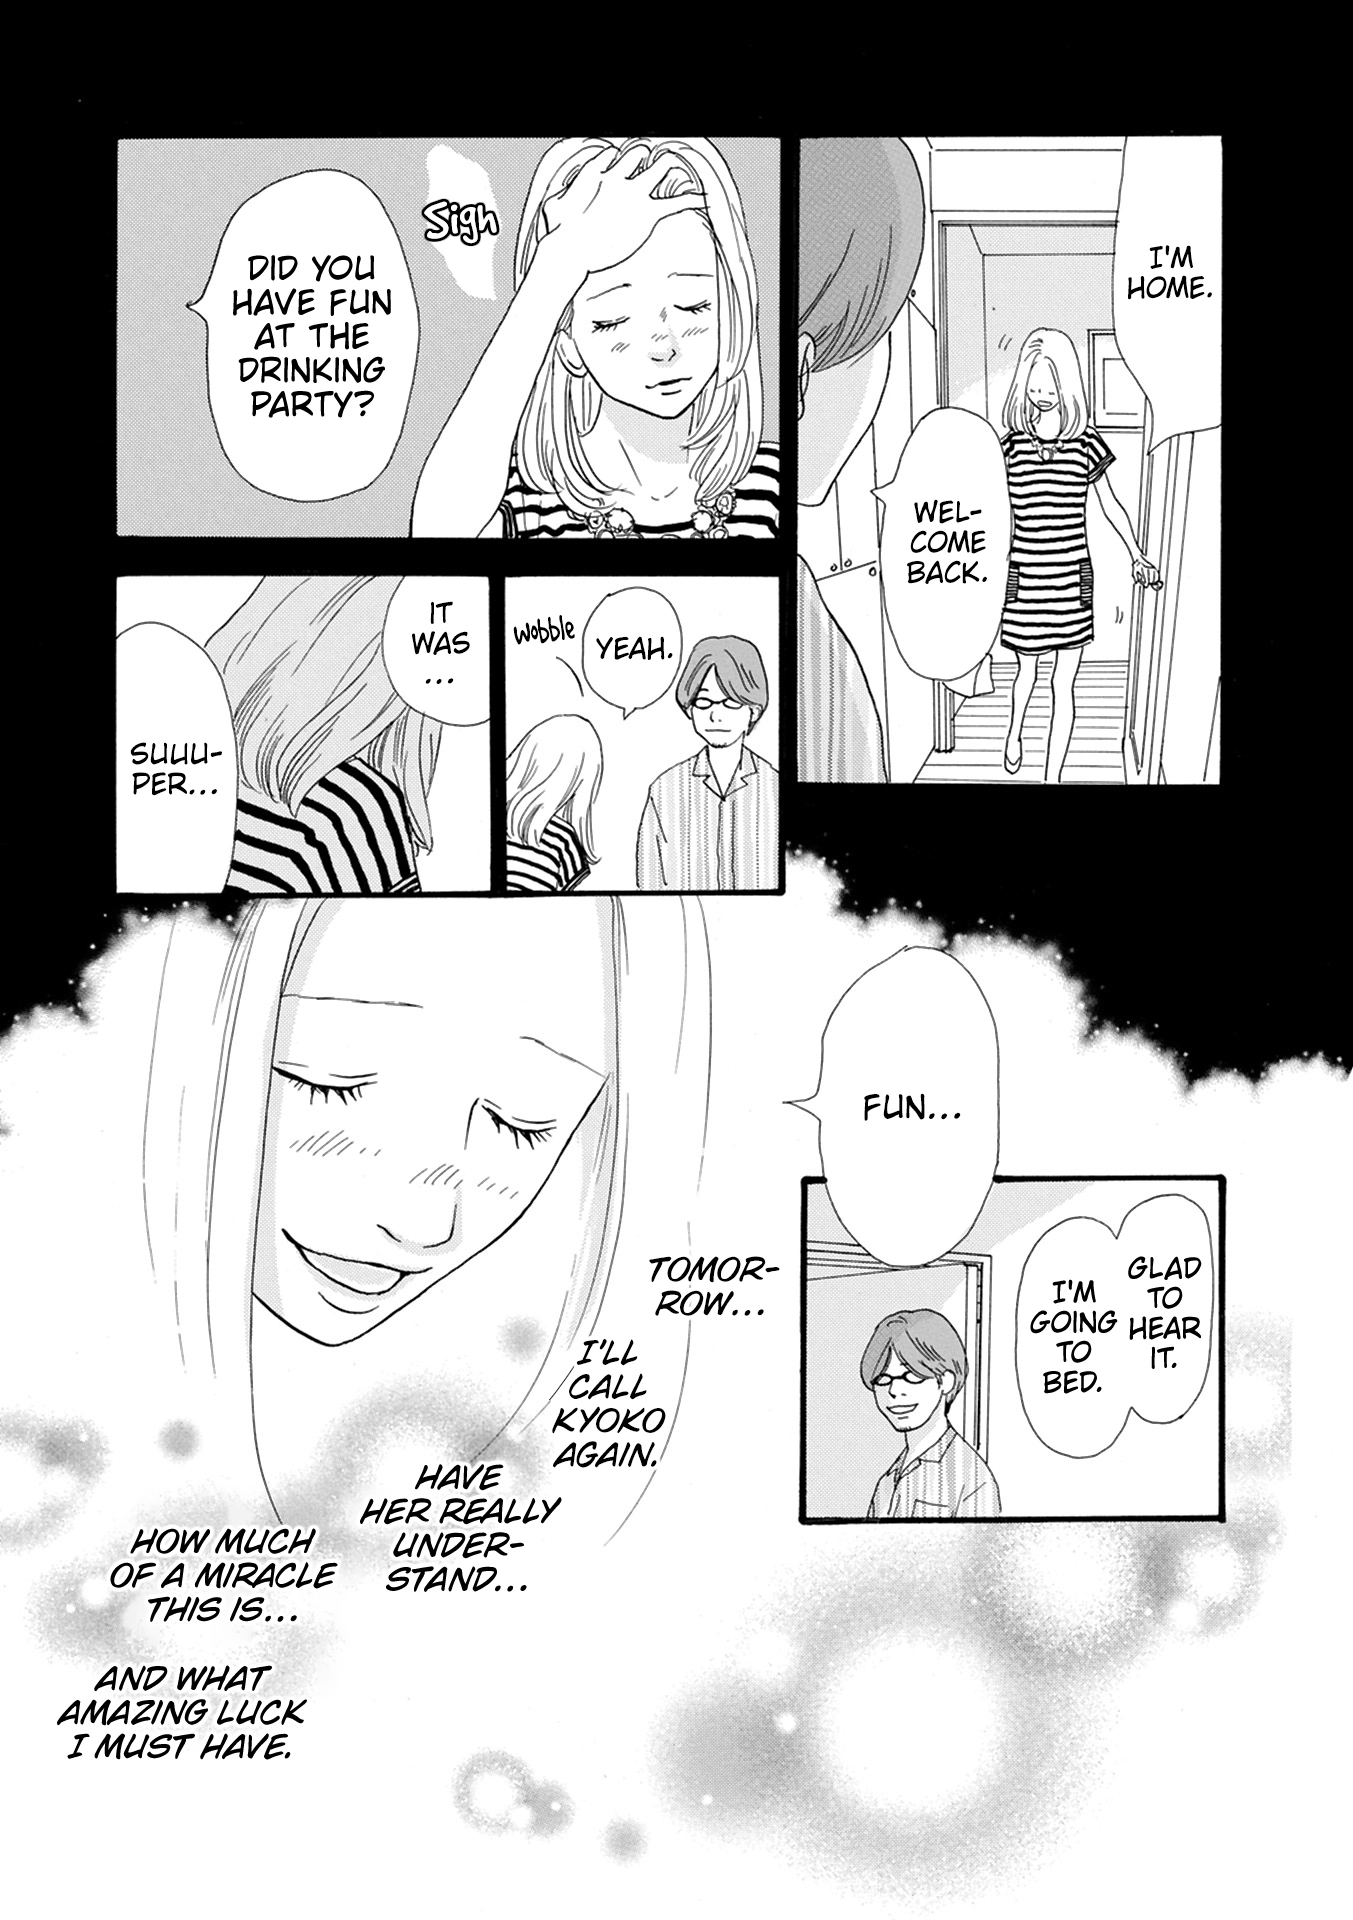 I'M
HOME.
WEL-
COME
BACK.
Sigh
DID YOU
HAVE FUN
AT THE
DRINKING
PARTY?
YEAH.
wobble
IT
WAS
...
SUUU-
PER...
FUN...
GLAD
TO
HEAR
IT.
I'M
GOING
TO
BED.
TOMOR-
ROW...
I'LL
CALL
KYOKO
AGAIN.
HAVE
HER REALLY
UNDER-
STAND...
HOW MUCH
OF A MIRACLE
THIS IS...
AND WHAT
AMAZING LUCK
I MUST HAVE.